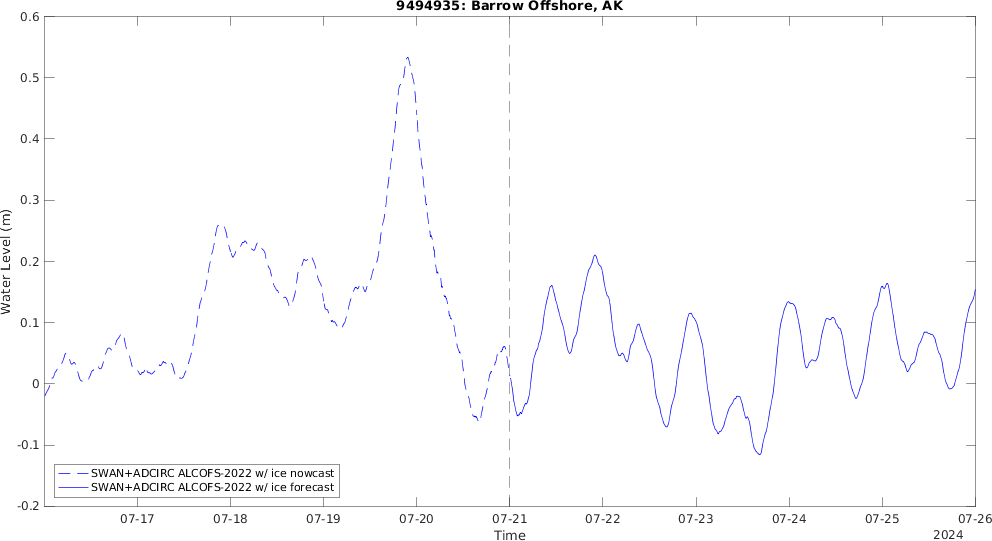 9494935: Barrow Offshore, AK
0.6
0.5
0.4
0.3
0.2
0.1
0
-0.1
-0.2
Water Level (m)
SWAN+ADCIRC ALCOFS-2022 w/ ice nowcast
SWAN+ADCIRC ALCOFS-2022 w/ ice forecast
07-17 07-18 07-19 07-20 07-21 07-22 07-23 07-24 07-25 07-26
Time
2024